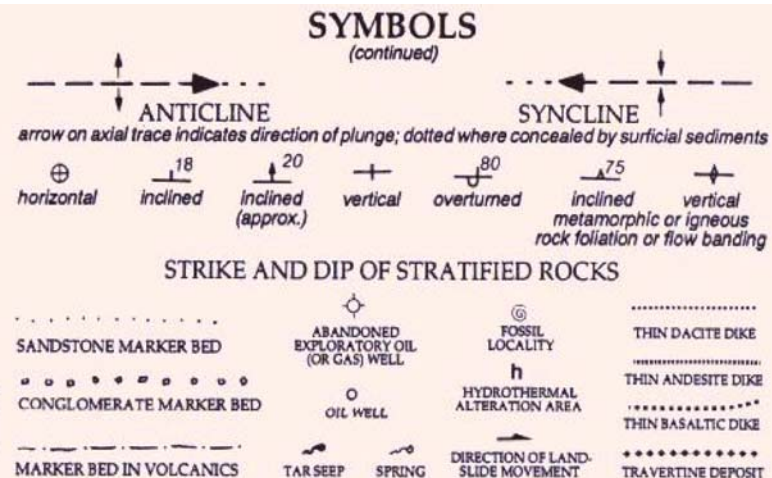 SYMBOLS
(continued)
ANTICLINE SYNCLINE
arrow on axial trace indicates direction of plunge; dotted where concealed by surficial sediments
18 20 80 75
horizontal inclined inclined vertical overturned inclined vertical
(approx.) metamorphic or igneous
rock foliation or flow banding
STRIKE AND DIP OF STRATIFIED ROCKS
SANDSTONE MARKER BED
ABANDONED
EXPLORATORY OIL
(OR GAS) WELL
FOSSIL
LOCALITY
THIN DACITE DIKE
CONGLOMERATE MARKER BED
OIL WELL
h
HYDROTHERMAL
ALTERATION AREA
THIN ANDESITE DIKE
THIN BASALTIC DIKE
MARKER BED IN VOLCANICS
TAR SEEP
SPRING
DIRECTION OF LAND-
SLIDE MOVEMENT
TRAVERTINE DEPOSIT